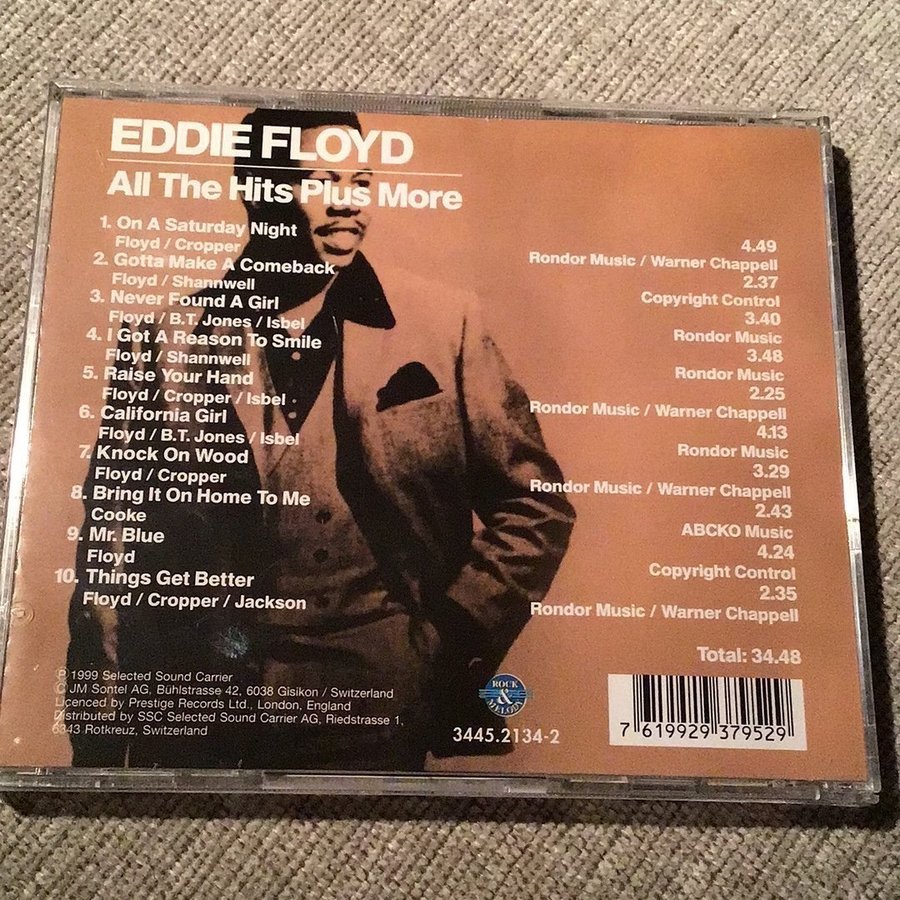 EDDIE FLOYD
All The Hits Plus More
1. On A Saturday Night 4.49
Floyd / Cropper Rondor Music / Warner Chappell
2. Gotta Make A Comeback 2.37
Floyd / Shannwell Copyright Control
3. Never Found A Girl 3.40
Floyd / B.T. Jones / Isbel Rondor Music
4. I Got A Reason To Smile 3.48
Floyd / Shannwell Rondor Music
5. Raise Your Hand 2.25
Floyd / Cropper / Isbel Rondor Music / Warner Chappell
6. California Girl 4.13
Floyd / B.T. Jones / Isbel Rondor Music
7. Knock On Wood 3.29
Floyd / Cropper Rondor Music / Warner Chappell
8. Bring It On Home To Me 2.43
Cooke ABCKO Music
9. Mr. Blue 4.24
Floyd Copyright Control
10. Things Get Better 2.35
Floyd / Cropper / Jackson Rondor Music / Warner Chappell
Total: 34.48
℗ 1999 Selected Sound Carrier
© JM Sontel AG, Bühlstrasse 42, 6038 Gisikon / Switzerland
Licenced by Prestige Records Ltd., London, England
Distributed by SSC Selected Sound Carrier AG, Riedstrasse 1,
6343 Rotkreuz, Switzerland
ROCK
&
MELODY
3445.2134-2
7 619929 379529